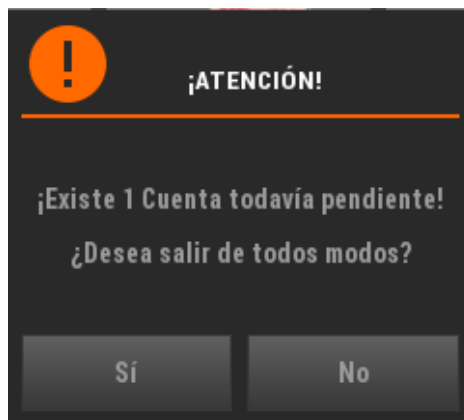 !
¡ATENCIÓN!
¡Existe 1 Cuenta todavía pendiente!
¿Desea salir de todos modos?
Sí
No